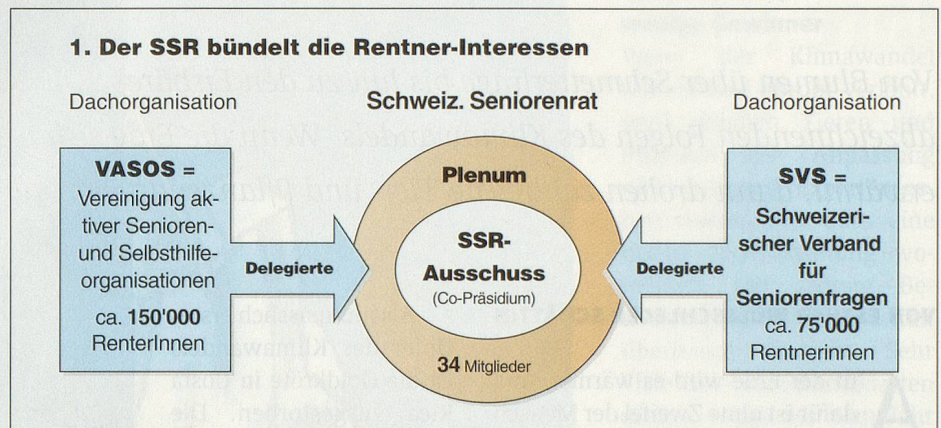 1. Der SSR bündelt die Rentner-Interessen
Dachorganisation
VASOS =
Vereinigung ak-
tiver Senioren-
und Selbsthilfe-
organisationen
ca. 150'000
RenterInnen
Delegierte
Schweiz. Seniorenrat
Plenum
SSR-
Ausschuss
(Co-Präsidium)
34 Mitglieder
Dachorganisation
SVS =
Schweizeri-
scher Verband
für
Seniorenfragen
ca. 75'000
Rentnerinnen
Delegierte